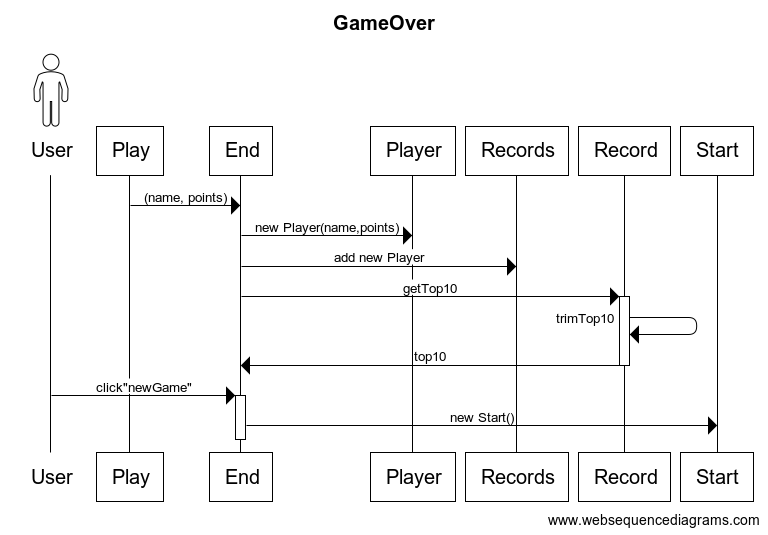 GameOver
User
Play
End
Player
Records
Record
Start
(name, points)
new Player(name,points)
add new Player
getTop10
trimTop10
top10
click"newGame"
new Start()
User
Play
End
Player
Records
Record
Start
www.websequencediagrams.com